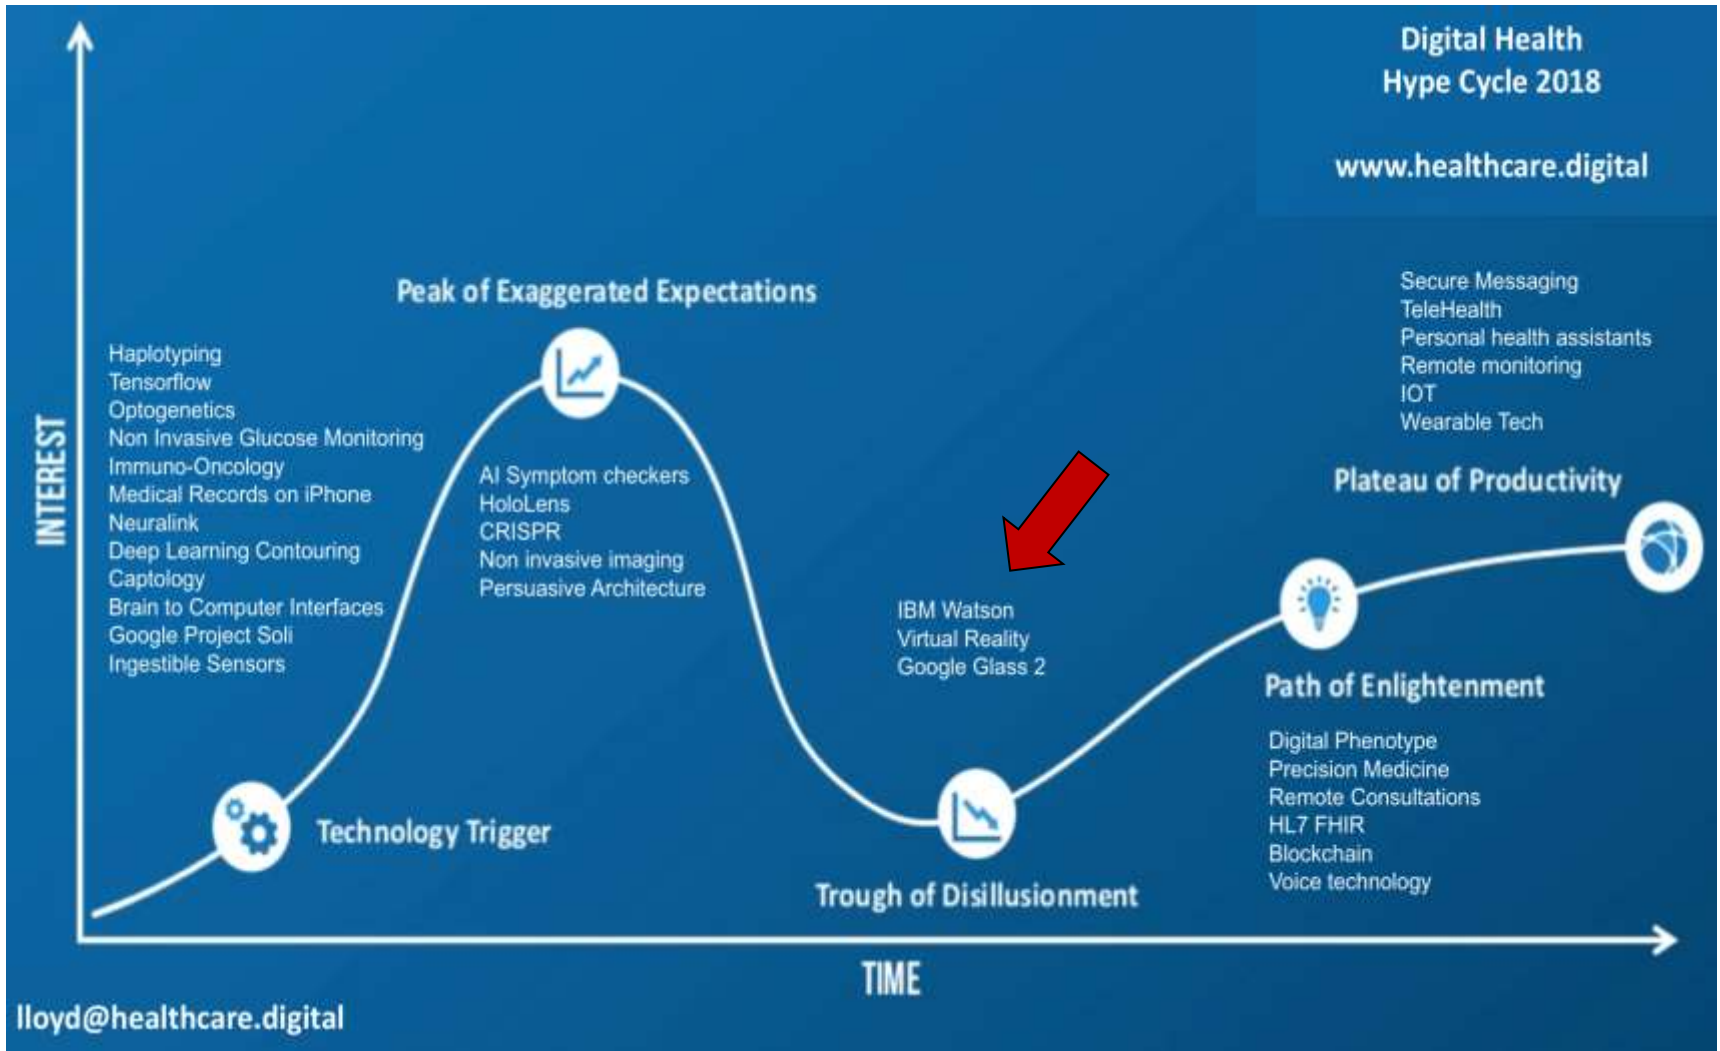 Digital Health
Hype Cycle 2018
www.healthcare.digital
Peak of Exaggerated Expectations
Secure Messaging
TeleHealth
Personal health assistants
Remote monitoring
IOT
Wearable Tech
Plateau of Productivity
Haplotyping
Tensorflow
Optogenetics
Non Invasive Glucose Monitoring
Immuno-Oncology
Medical Records on iPhone
Neuralink
Deep Learning Contouring
Captology
Brain to Computer Interfaces
Google Project Soli
Ingestible Sensors
INTEREST
AI Symptom checkers
HoloLens
CRISPR
Non invasive imaging
Persuasive Architecture
IBM Watson
Virtual Reality
Google Glass 2
Path of Enlightenment
Digital Phenotype
Precision Medicine
Remote Consultations
HL7 FHIR
Blockchain
Voice technology
Technology Trigger
Trough of Disillusionment
TIME
lloyd@healthcare.digital